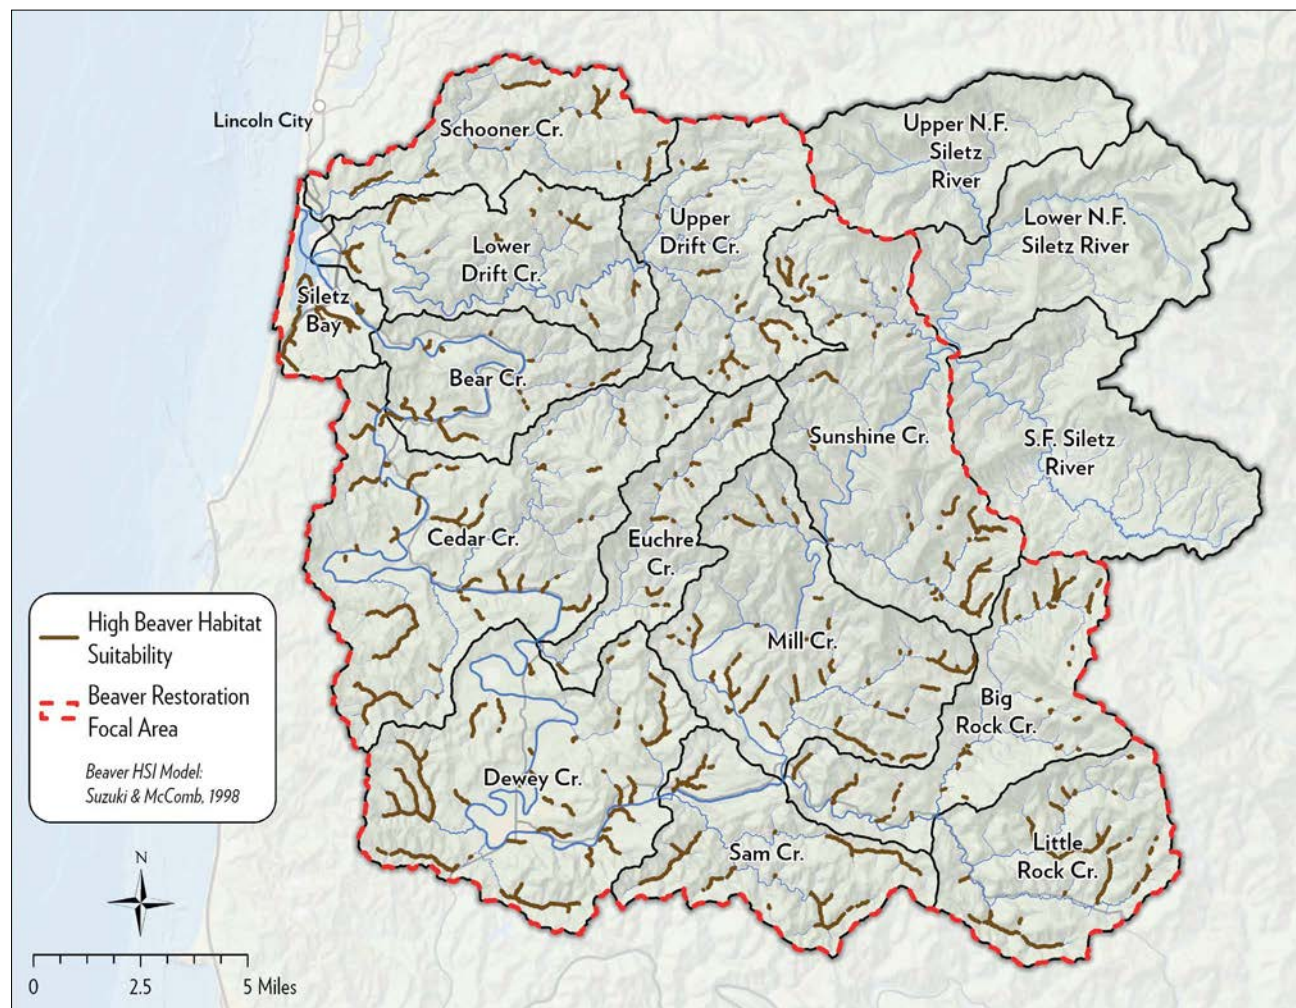 Lincoln City
Schooner Cr.
Upper N.F.
Siletz
River
Lower N.F.
Siletz River
Upper
Drift Cr.
Lower
Drift Cr.
Siletz
Bay
Bear Cr.
Sunshine Cr.
S.F. Siletz
River
Cedar Cr.
Euchre
Cr.
Mill Cr.
Big
Rock Cr.
Dewey Cr.
Sam Cr.
Little
Rock Cr.
High Beaver Habitat
Suitability
Beaver Restoration
Focal Area
Beaver HSI Model:
Suzuki & McComb, 1998
N
0 2.5 5 Miles